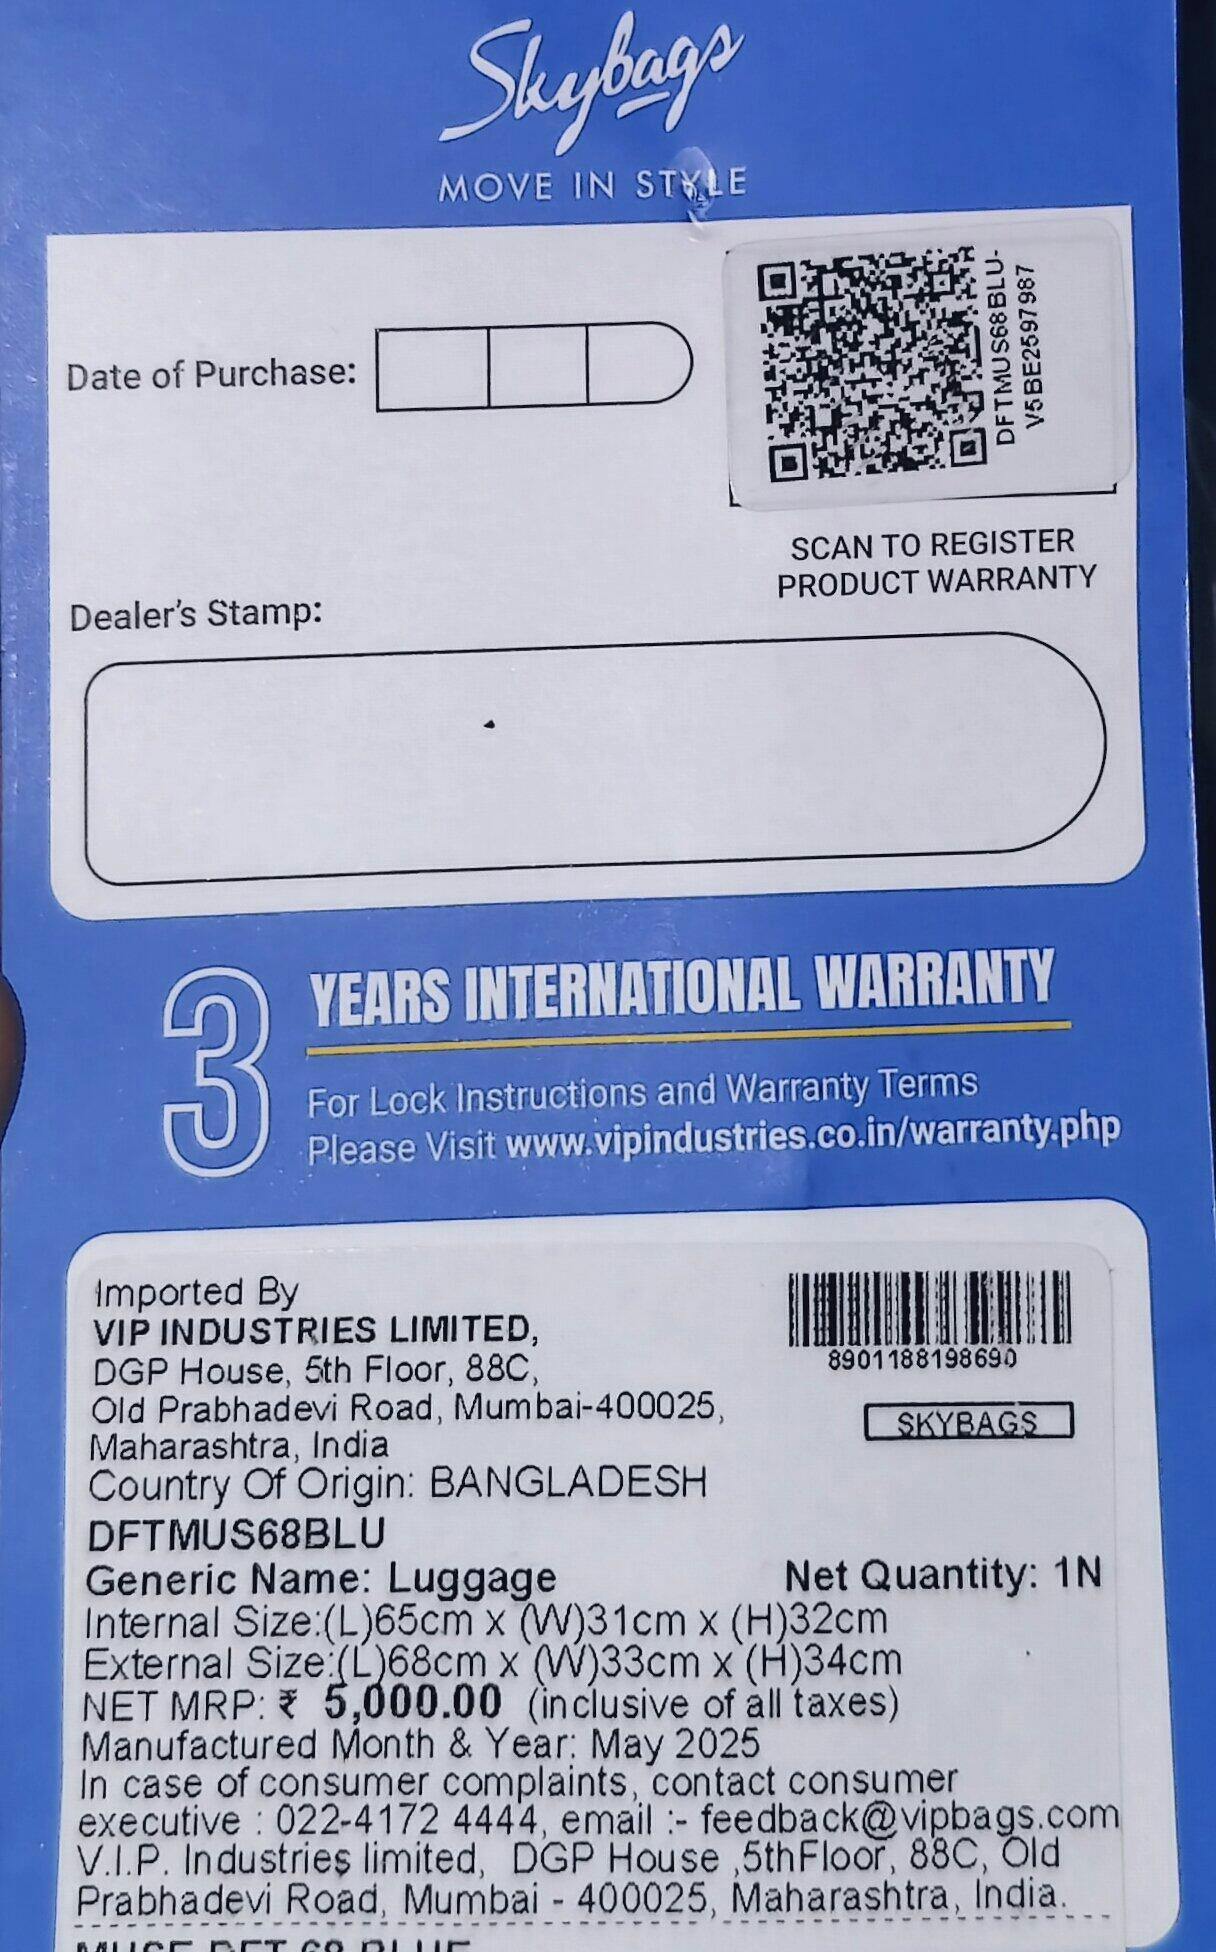 Skybags
MOVE IN STYLE
Date of Purchase:
DFTMUS68BLU-
V5BE2597987
SCAN TO REGISTER
PRODUCT WARRANTY
Dealer's Stamp:
3 YEARS INTERNATIONAL WARRANTY
For Lock Instructions and Warranty Terms
Please Visit www.vipindustries.co.in/warranty.php
Imported By
VIP INDUSTRIES LIMITED,
DGP House, 5th Floor, 88C,
Old Prabhadevi Road, Mumbai-400025,
Maharashtra, India
8901188198690
SKYBAGS
Country Of Origin: BANGLADESH
DFTMUS68BLU
Generic Name: Luggage Net Quantity: 1N
Internal Size:(L)65cm x (W)31cm x (H)32cm
External Size:(L)68cm x (W)33cm x (H)34cm
NET MRP: ₹ 5,000.00 (inclusive of all taxes)
Manufactured Month & Year: May 2025
In case of consumer complaints, contact consumer
executive : 022-4172 4444, email :- feedback@vipbags.com
V.I.P. Industries limited, DGP House ,5thFloor, 88C, Old
Prabhadevi Road, Mumbai - 400025, Maharashtra, India.
68 BLUE